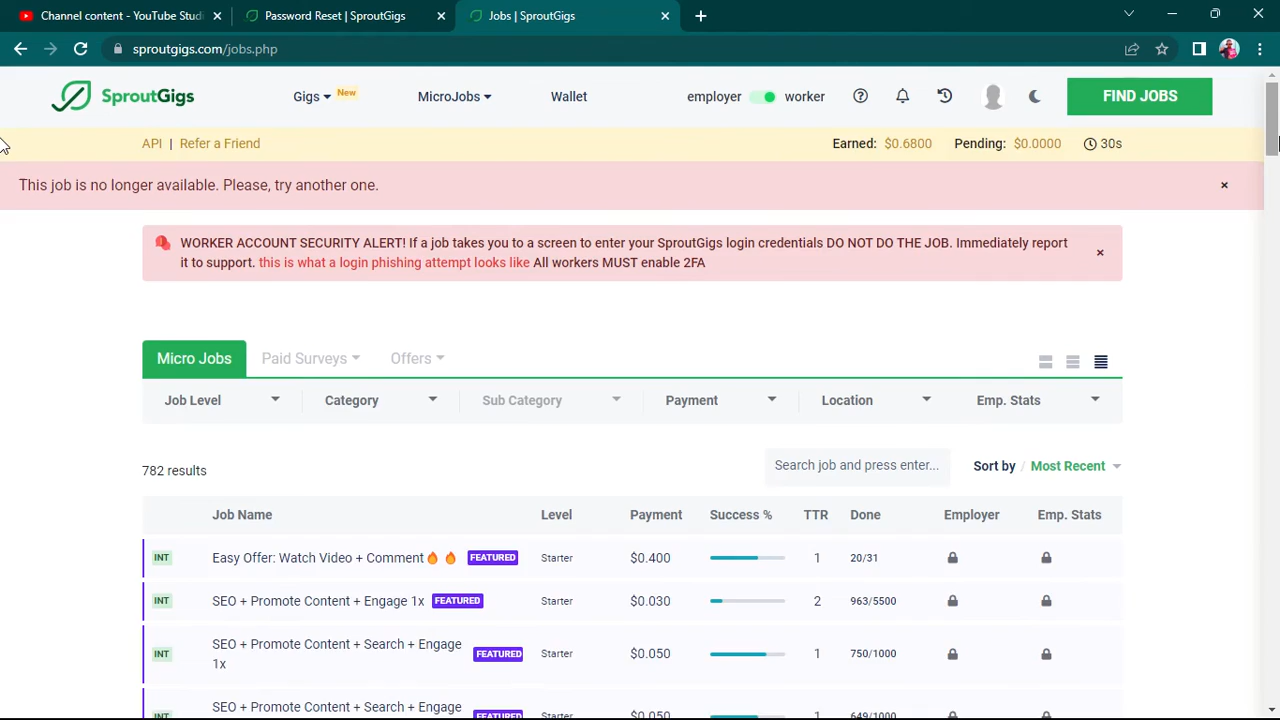 Channel content - YouTube Studi
Password Reset | SproutGigs
Jobs | SproutGigs
sproutgigs.com/jobs.php
SproutGigs
Gigs
New
MicroJobs
Wallet
employer
worker
FIND JOBS
API | Refer a Friend
Earned: $0.6800
Pending: $0.0000
30s
This job is no longer available. Please, try another one.
WORKER ACCOUNT SECURITY ALERT! If a job takes you to a screen to enter your SproutGigs login credentials DO NOT DO THE JOB. Immediately report
it to support. this is what a login phishing attempt looks like All workers MUST enable 2FA
Micro Jobs
Paid Surveys
Offers
Job Level
Category
Sub Category
Payment
Location
Emp. Stats
782 results
Search job and press enter...
Sort by / Most Recent
Job Name Level Payment Success % TTR Done Employer Emp. Stats
INT Easy Offer: Watch Video + Comment🔥 🔥 FEATURED Starter $0.400 1 20/31
INT SEO + Promote Content + Engage 1x FEATURED Starter $0.030 2 963/5500
SEO + Promote Content + Search + Engage
INT 1x FEATURED Starter $0.050 1 750/1000
SEO + Promote Content + Search + Engage
INT FEATURED Starter $0.050 1 649/1000